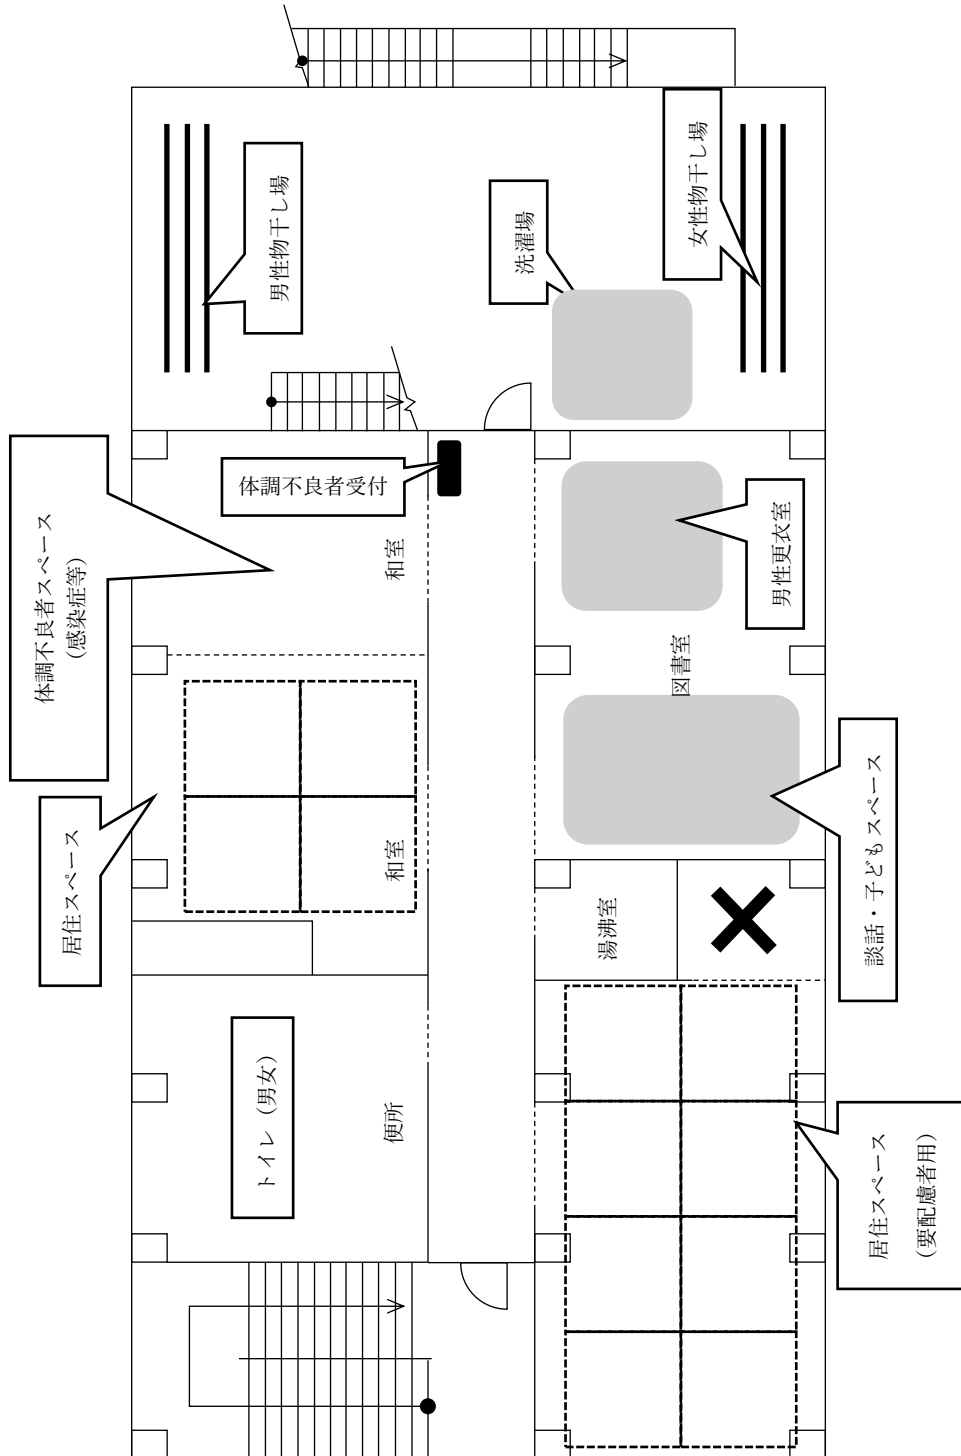 男性物干し場
洗濯場
女性物干し場
体調不良者スペース
(感染症等)
体調不良者受付
和室
男性更衣室
図書室
居住スペース
和室
談話・子どもスペース
湯沸室
トイレ(男女)
便所
居住スペース
(要配慮者用)